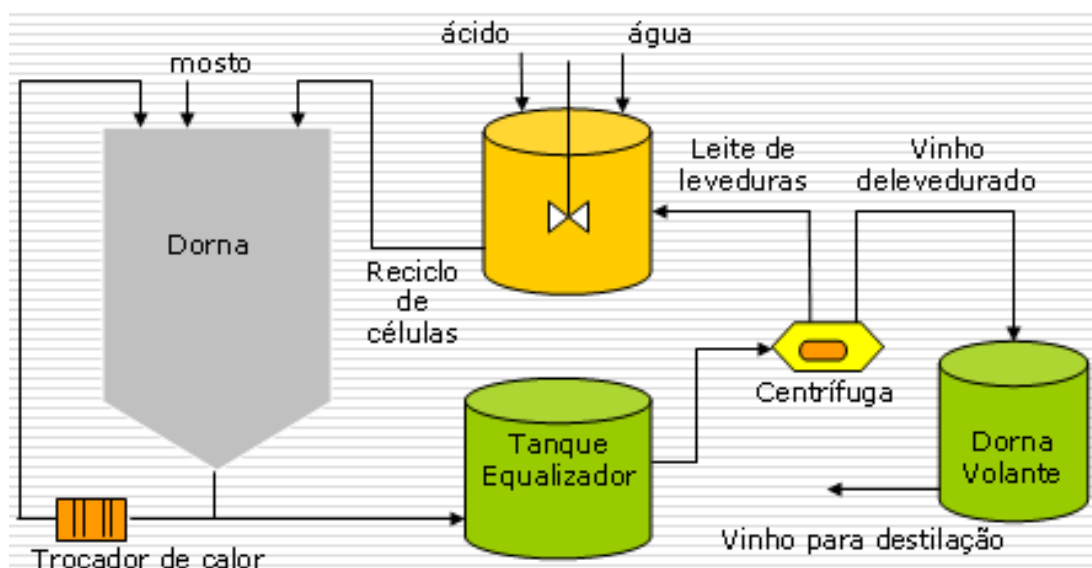 ácido
água
mosto
Leite de
leveduras
Vinho
delevedurado
Dorna
Reciclo
de
células
Centrífuga
Tanque
Equalizador
Dorna
Volante
Vinho para destilação
Trocador de calor